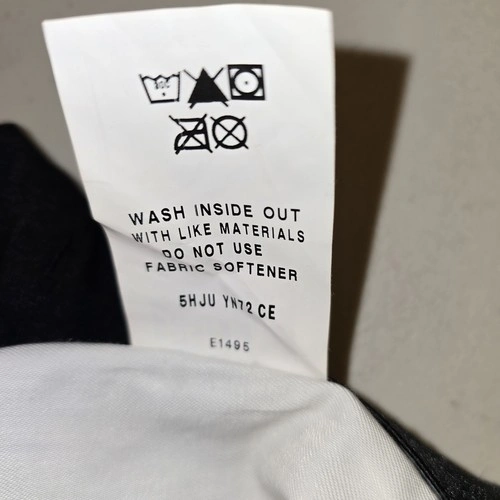 WASH INSIDE OUT
WITH LIKE MATERIALS
DO NOT USE
FABRIC SOFTENER
5HJU YN72 CE
E1495